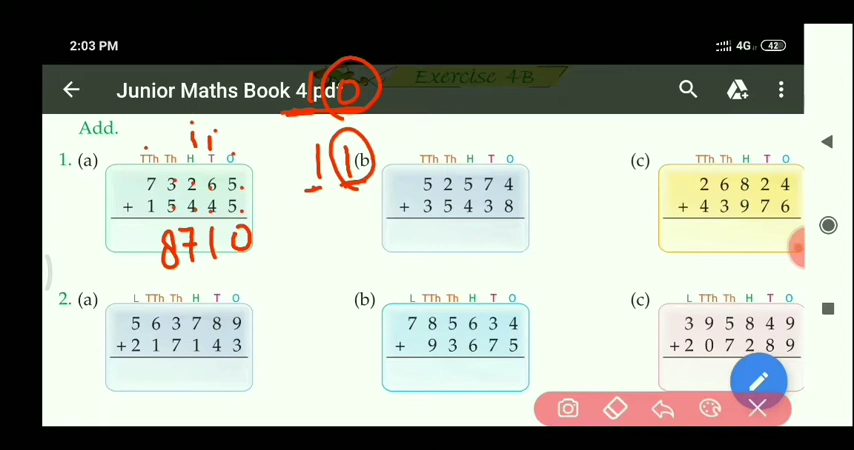 2:03 PM 4G 42
Junior Maths Book 4.pdf Exercise 4B
1 0
Add.
1. (a) TTh Th H T O
7 3 2 6 5
+ 1 5 4 4 5
8 7 1 0
1 1
(b) TTh Th H T O
5 2 5 7 4
+ 3 5 4 3 8
(c) TTh Th H T O
2 6 8 2 4
+ 4 3 9 7 6
2. (a) L TTh Th H T O
5 6 3 7 8 9
+ 2 1 7 1 4 3
(b) L TTh Th H T O
7 8 5 6 3 4
+ 9 3 6 7 5
(c) L TTh Th H T O
3 9 5 8 4 9
+ 2 0 7 2 8 9